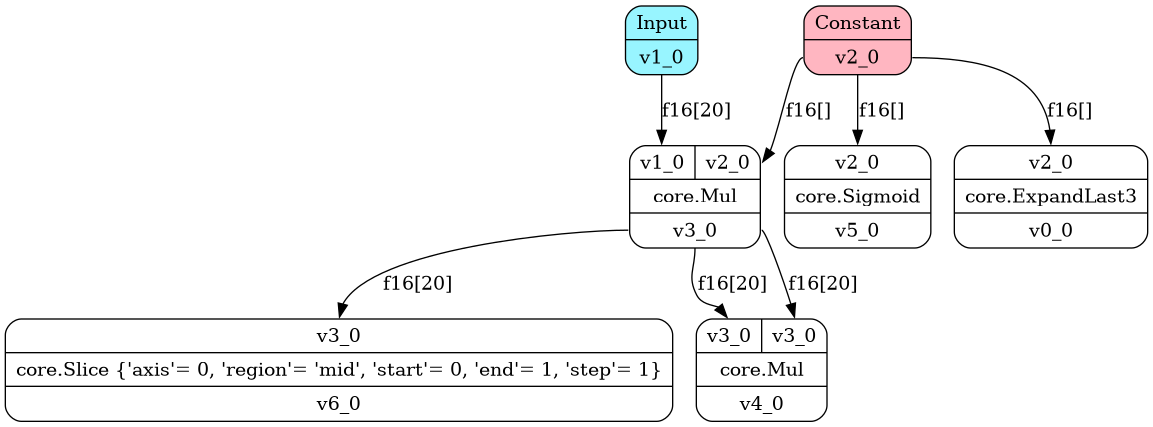 Input
v1_0
Constant
v2_0
f16[20]
f16[]
f16[]
f16[]
v1_0 v2_0
core.Mul
v3_0
v2_0
core.Sigmoid
v5_0
v2_0
core.ExpandLast3
v0_0
f16[20]
f16[20]
f16[20]
v3_0
core.Slice {'axis'= 0, 'region'= 'mid', 'start'= 0, 'end'= 1, 'step'= 1}
v6_0
v3_0 v3_0
core.Mul
v4_0